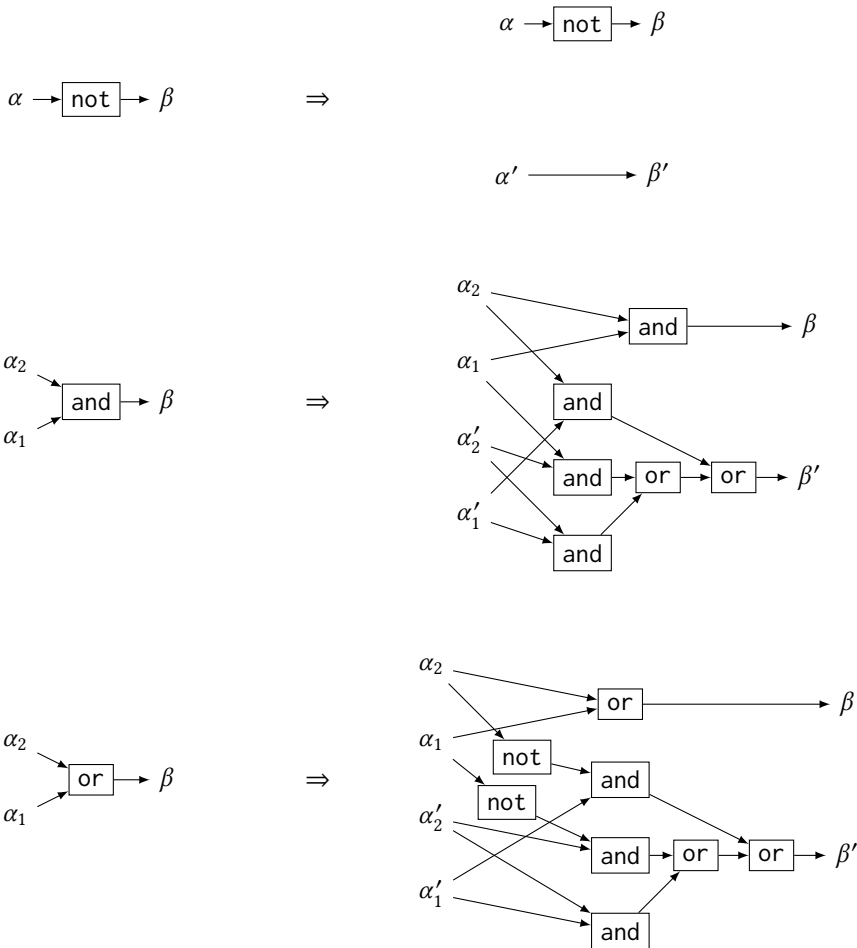 α not β
α not β ⇒
α′ β′
α₂
and β
α₁
α₂ and β ⇒
α₁ and
α′₂ and or or β′
α′₁
and
α₂
or β
α₂ α₁ not
or β ⇒ and
α₁ not
α′₂
and or or β′
α′₁
and